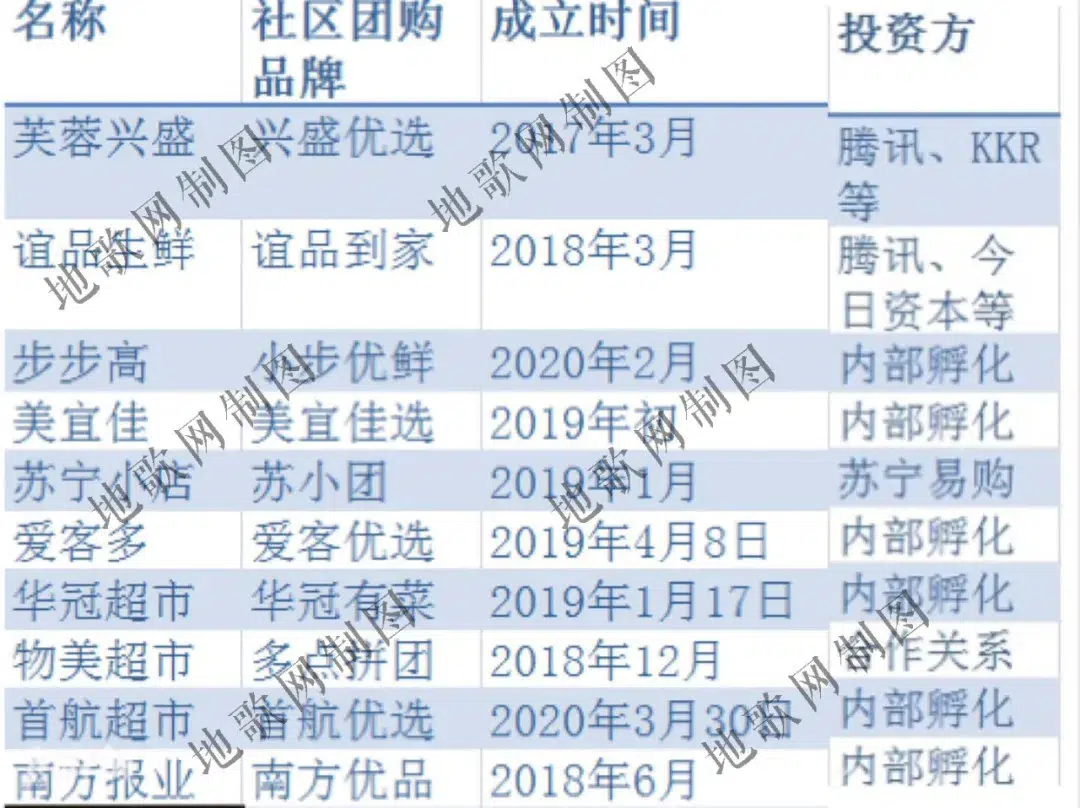 名称 社区团购品牌 成立时间 投资方
芙蓉兴盛 兴盛优选 2017年3月 腾讯、KKR等
谊品生鲜 谊品到家 2018年3月 腾讯、今日资本等
步步高 小步优鲜 2020年2月 内部孵化
美宜佳 美宜佳选 2019年初 内部孵化
苏宁小店 苏小团 2019年1月 苏宁易购
爱客多 爱客优选 2019年4月8日 内部孵化
华冠超市 华冠有菜 2019年1月17日 内部孵化
物美超市 多点拼团 2018年12月 合作关系
首航超市 首航优选 2020年3月30日 内部孵化
南方报业 南方优品 2018年6月 内部孵化
地歌网制图
地歌网制图
地歌网制图
地歌网制图
地歌网制图
地歌网制图